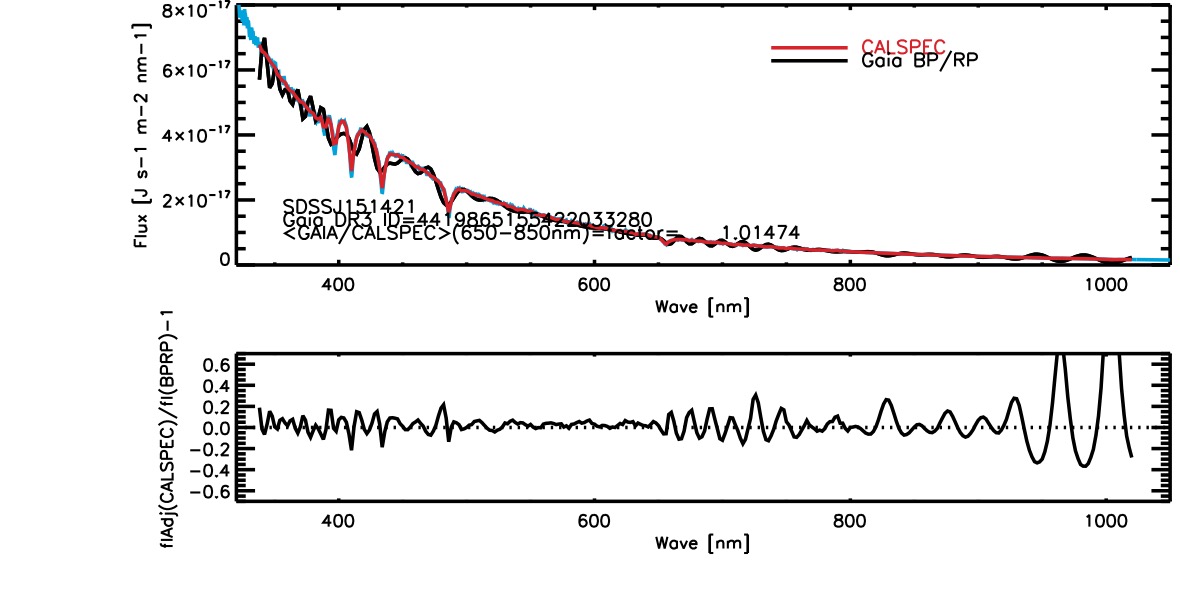 8×10⁻¹⁷
6×10⁻¹⁷
4×10⁻¹⁷
2×10⁻¹⁷
0
Flux [J s−1 m−2 nm−1]
CALSPEC
Gaia BP/RP
SDSSJ151421
Gaia DR3 ID=4419865155422033280
<GAIA/CALSPEC>(650−850nm)=factor= 1.01474
400 600 800 1000
Wave [nm]
0.6
0.4
0.2
0.0
−0.2
−0.4
−0.6
flAdj(CALSPEC)/fl(BPRP)−1
400 600 800 1000
Wave [nm]